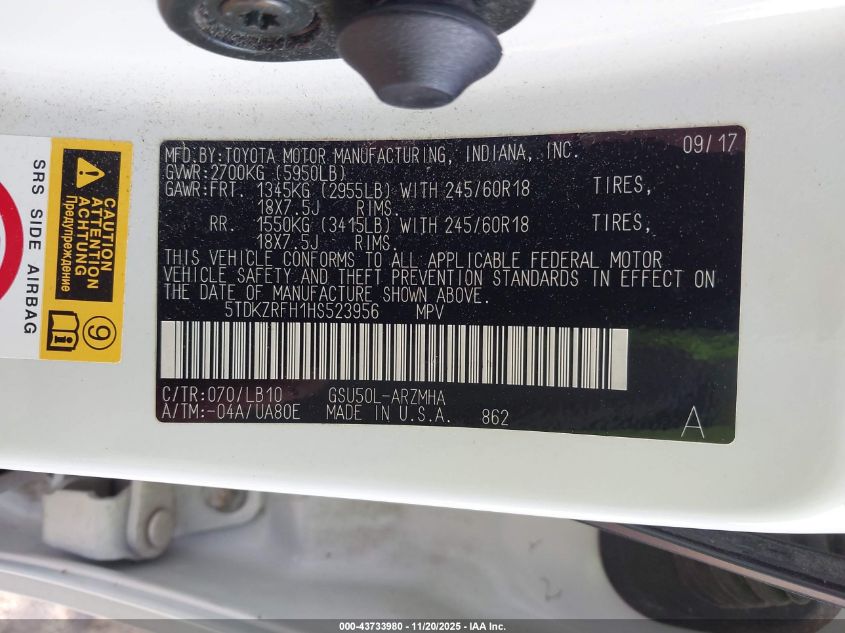 MFD.BY:TOYOTA MOTOR MANUFACTURING, INDIANA, INC. 09/17
GVWR:2700KG (5950LB)
GAWR:FRT. 1345KG (2955LB) WITH 245/60R18 TIRES,
18X7.5J RIMS.
RR. 1550KG (3415LB) WITH 245/60R18 TIRES,
18X7.5J RIMS.
THIS VEHICLE CONFORMS TO ALL APPLICABLE FEDERAL MOTOR
VEHICLE SAFETY AND THEFT PREVENTION STANDARDS IN EFFECT ON
THE DATE OF MANUFACTURE SHOWN ABOVE.
5TDKZRFH1HS523956 MPV
C/TR:070/LB10 GSU50L-ARZMHA
A/TM:-04A/UA80E MADE IN U.S.A. 862 A
SRS SIDE AIRBAG
CAUTION
ATTENTION
ACHTUNG
Предупреждение
9
000-43733980 - 11/20/2025 - IAA Inc.